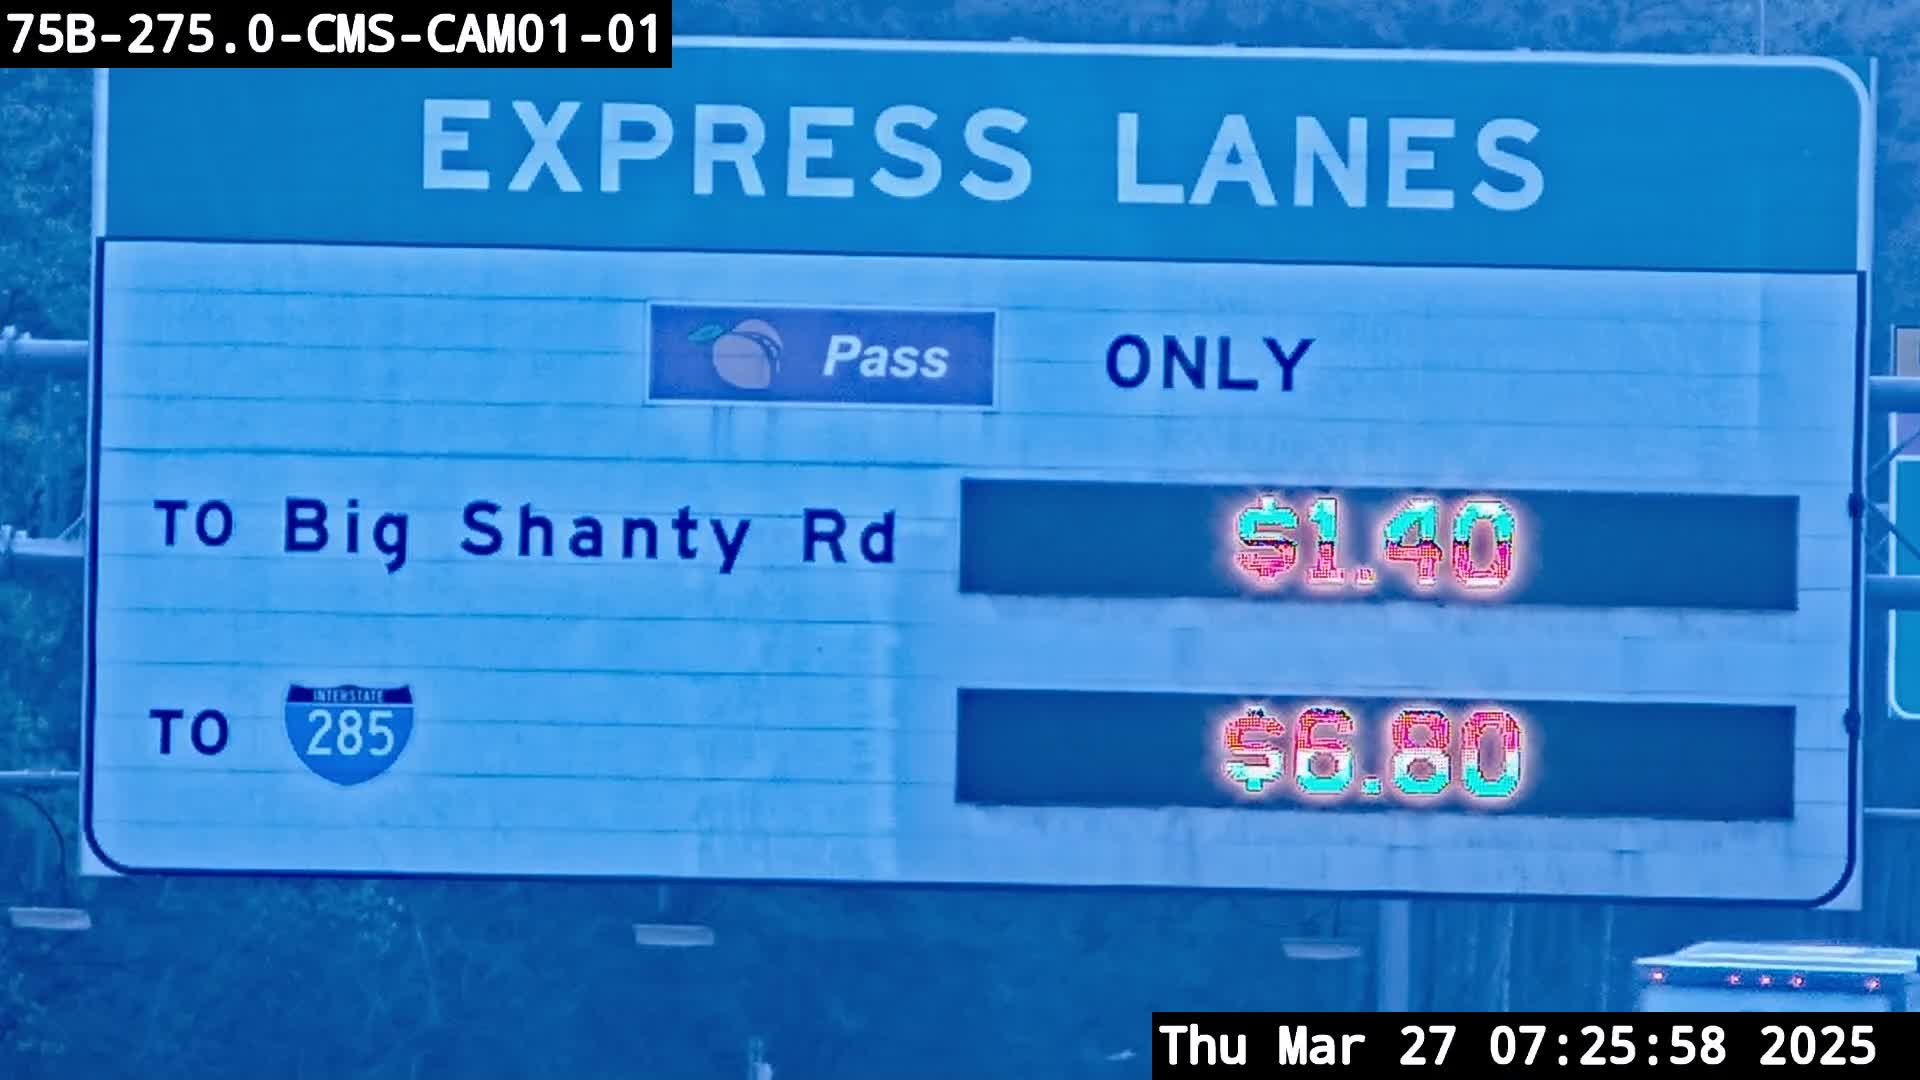 75B-275.0-CMS-CAM01-01
EXPRESS LANES
Pass ONLY
TO Big Shanty Rd $1.40
INTERSTATE
TO 285 $6.80
Thu Mar 27 07:25:58 2025